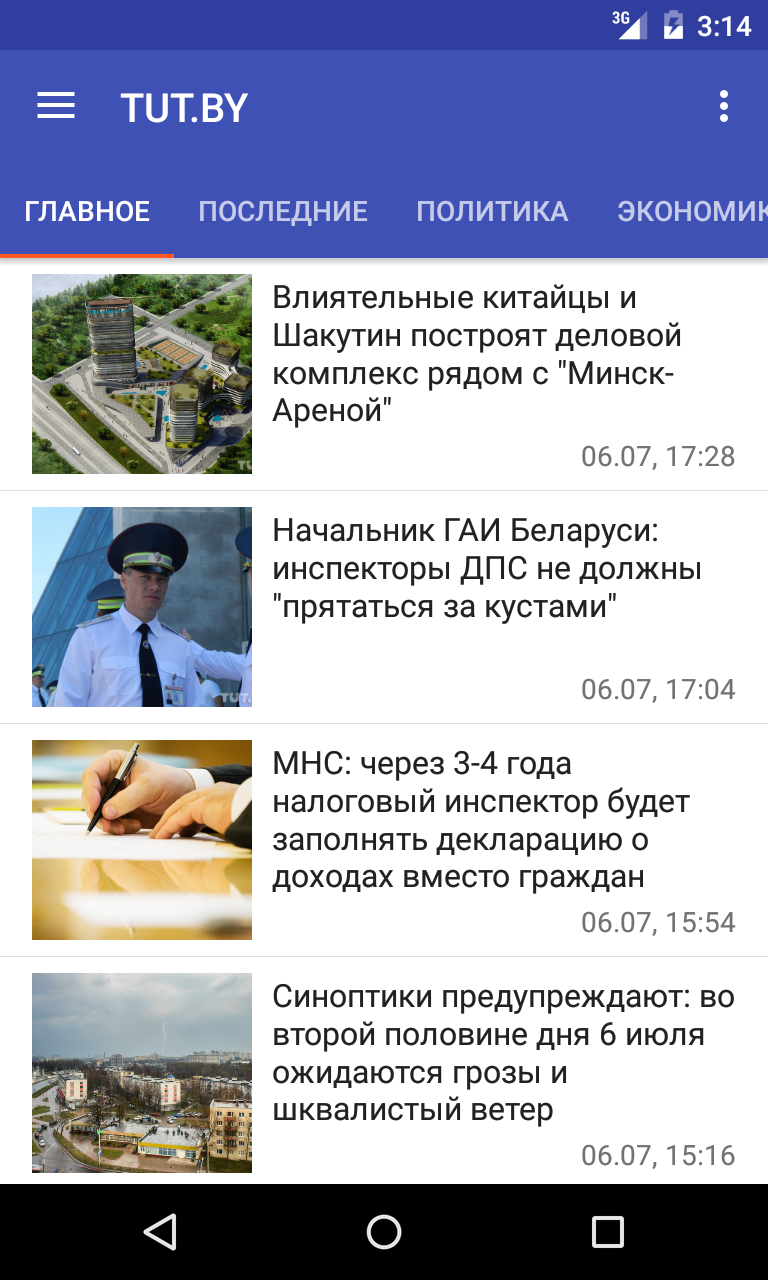 3G
3:14
TUT.BY
ГЛАВНОЕ ПОСЛЕДНИЕ ПОЛИТИКА ЭКОНОМИК
Влиятельные китайцы и
Шакутин построят деловой
комплекс рядом с "Минск-
Ареной"
06.07, 17:28
Начальник ГАИ Беларуси:
инспекторы ДПС не должны
"прятаться за кустами"
06.07, 17:04
TUT.
МНС: через 3-4 года
налоговый инспектор будет
заполнять декларацию о
доходах вместо граждан
06.07, 15:54
Синоптики предупреждают: во
второй половине дня 6 июля
ожидаются грозы и
шквалистый ветер
06.07, 15:16